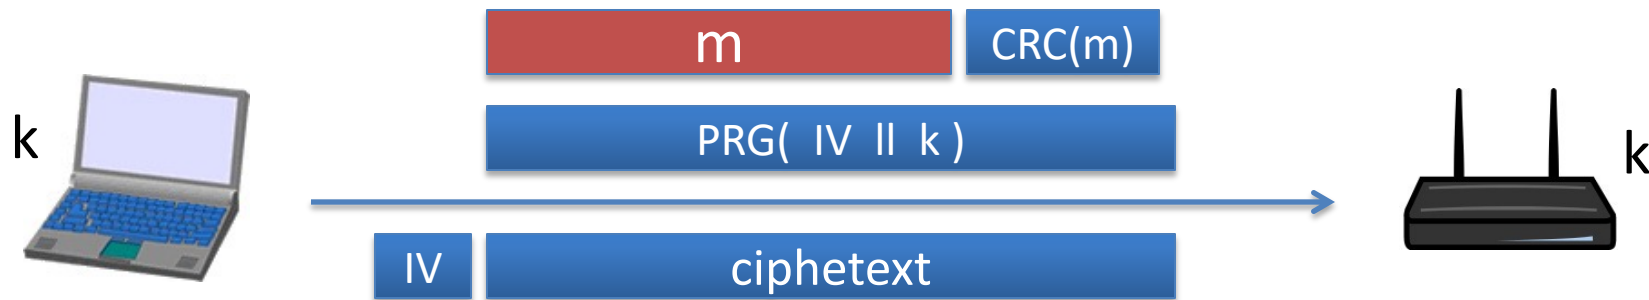 m
CRC(m)
k
PRG( IV ll k )
k
IV
ciphetext